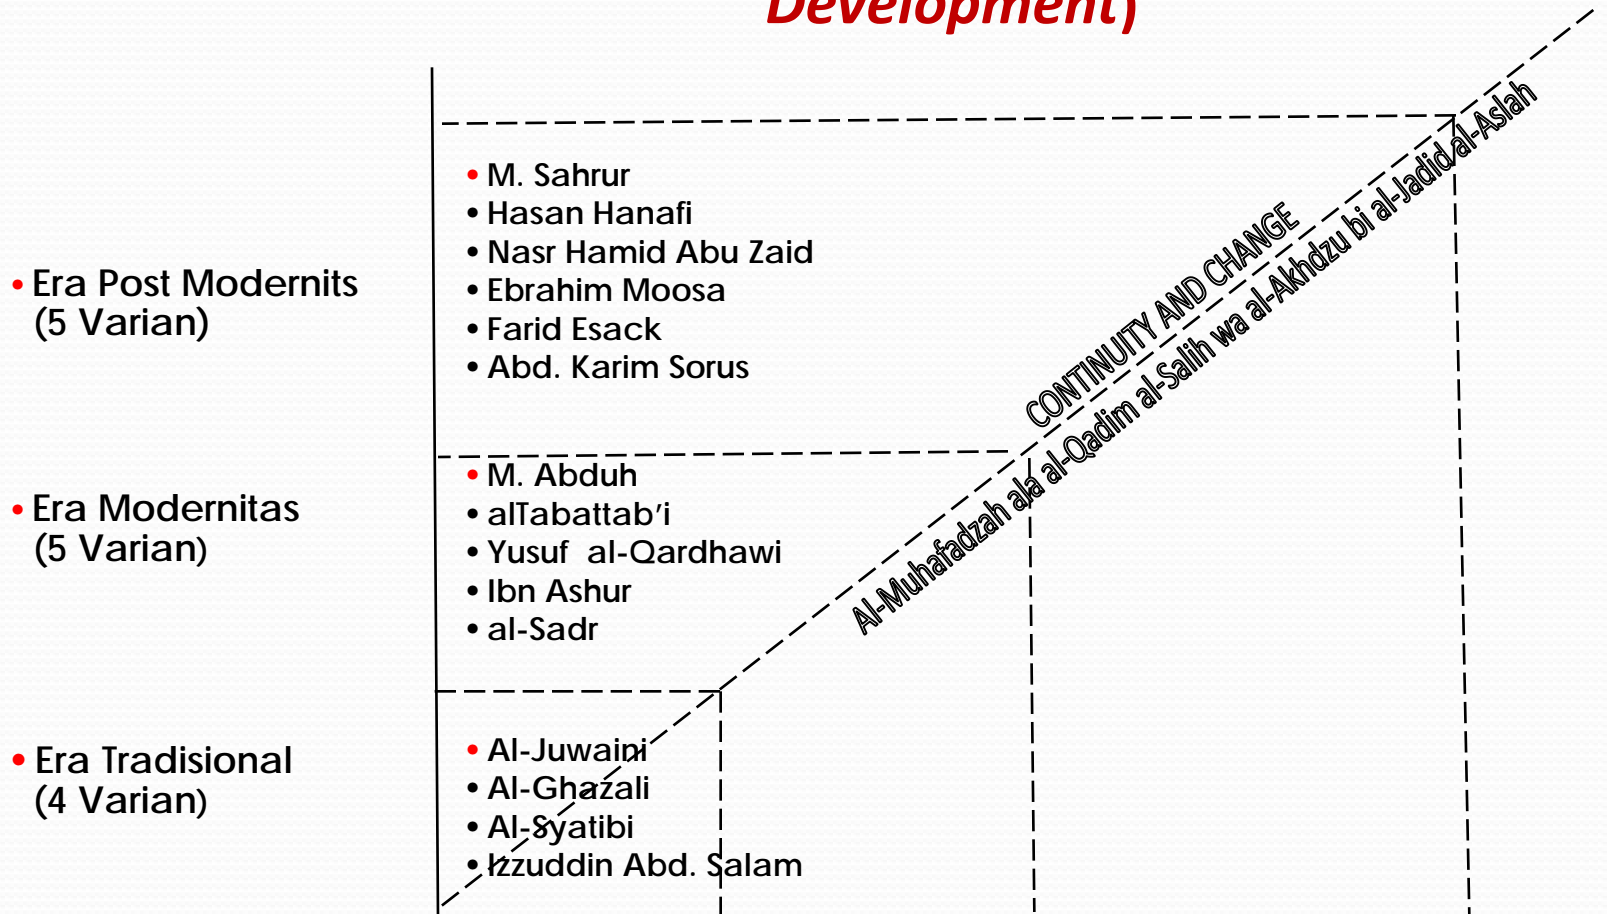 Development)
• Era Post Modernits
(5 Varian)
• M. Sahrur
• Hasan Hanafi
• Nasr Hamid Abu Zaid
• Ebrahim Moosa
• Farid Esack
• Abd. Karim Sorus
CONTINUITY AND CHANGE
Al-Muhafadzah ala al-Qadim al-Salih wa al-Akhdzu bi al-Jadid al-Aslah
• Era Modernitas
(5 Varian)
• M. Abduh
• alTabattab’i
• Yusuf al-Qardhawi
• Ibn Ashur
• al-Sadr
• Era Tradisional
(4 Varian)
• Al-Juwaini
• Al-Ghazali
• Al-Syatibi
• Izzuddin Abd. Salam